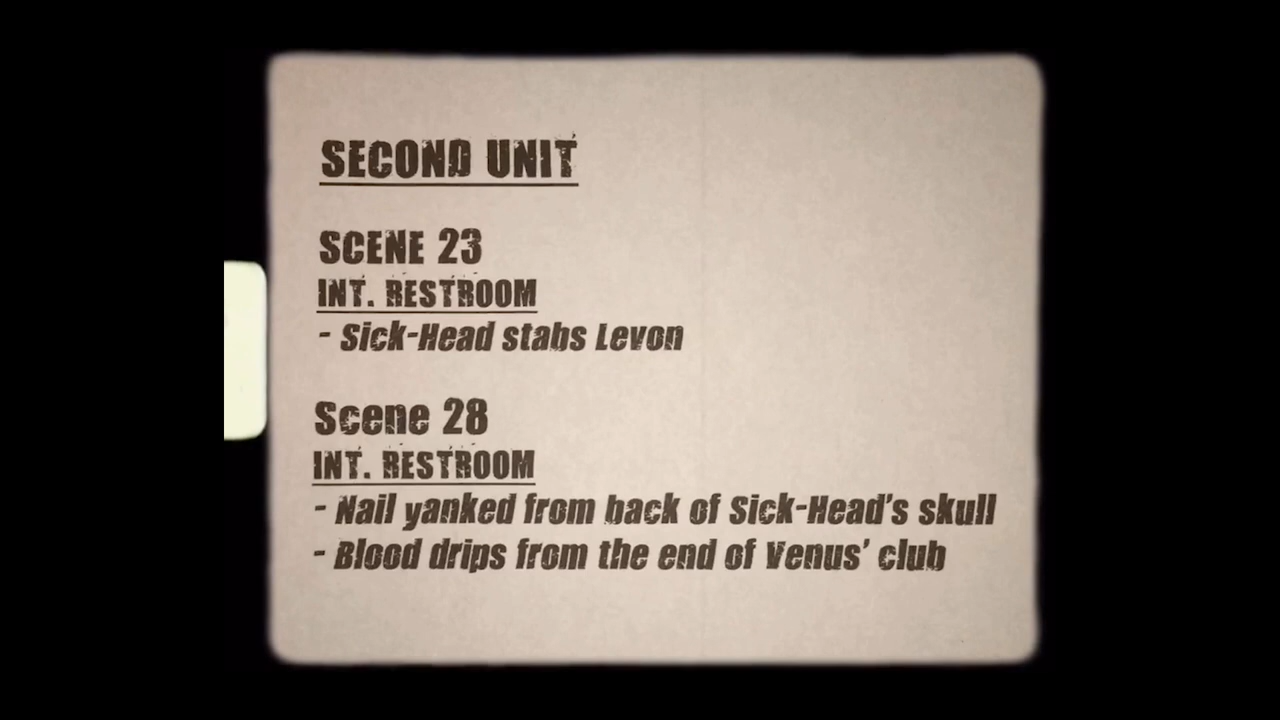 SECOND UNIT
SCENE 23
INT. RESTROOM
- Sick-Head stabs Levon
Scene 28
INT. RESTROOM
- Nail yanked from back of Sick-Head's skull
- Blood drips from the end of Venus' club